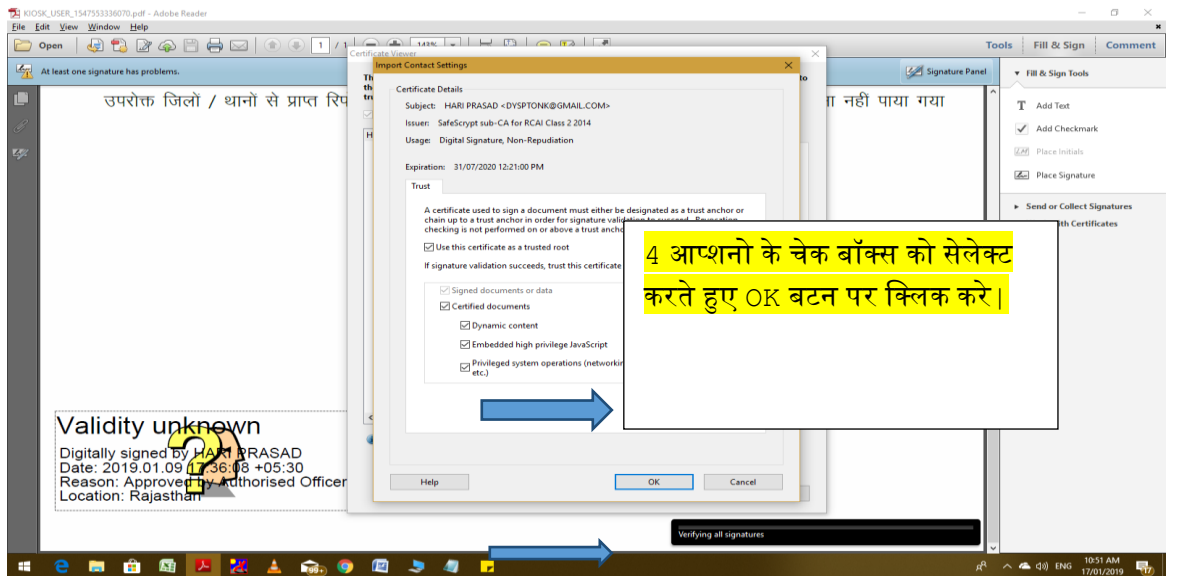 KIOSK_USER_1547553336070.pdf - Adobe Reader
File Edit View Window Help
Open 1 / 1 143% Tools Fill & Sign Comment
At least one signature has problems. Signature Panel
उपरोक्त जिलों / थानों से प्राप्त रिप
नहीं पाया गया
Certificate Viewer
Import Contact Settings
Certificate Details
Subject: HARI PRASAD <DYSPTONK@GMAIL.COM>
Issuer: SafeScrypt sub-CA for RCAI Class 2 2014
Usage: Digital Signature, Non-Repudiation
Expiration: 31/07/2020 12:21:00 PM
Trust
A certificate used to sign a document must either be designated as a trust anchor or
chain up to a trust anchor in order for signature validation to succeed. Revocation
checking is not performed on or above a trust ancho
Use this certificate as a trusted root
If signature validation succeeds, trust this certificate
Signed documents or data
Certified documents
Dynamic content
Embedded high privilege JavaScript
Privileged system operations (networkin
etc.)
Help OK Cancel
4 आप्शनो के चेक बॉक्स को सेलेक्ट
करते हुए OK बटन पर क्लिक करे|
Fill & Sign Tools
Add Text
Add Checkmark
Place Initials
Place Signature
Send or Collect Signatures
ith Certificates
Validity unknown
Digitally signed by HARI PRASAD
Date: 2019.01.09 17:36:08 +05:30
Reason: Approved by Authorised Officer
Location: Rajasthan
Verifying all signatures
99+
ENG
10:51 AM
17/01/2019
17